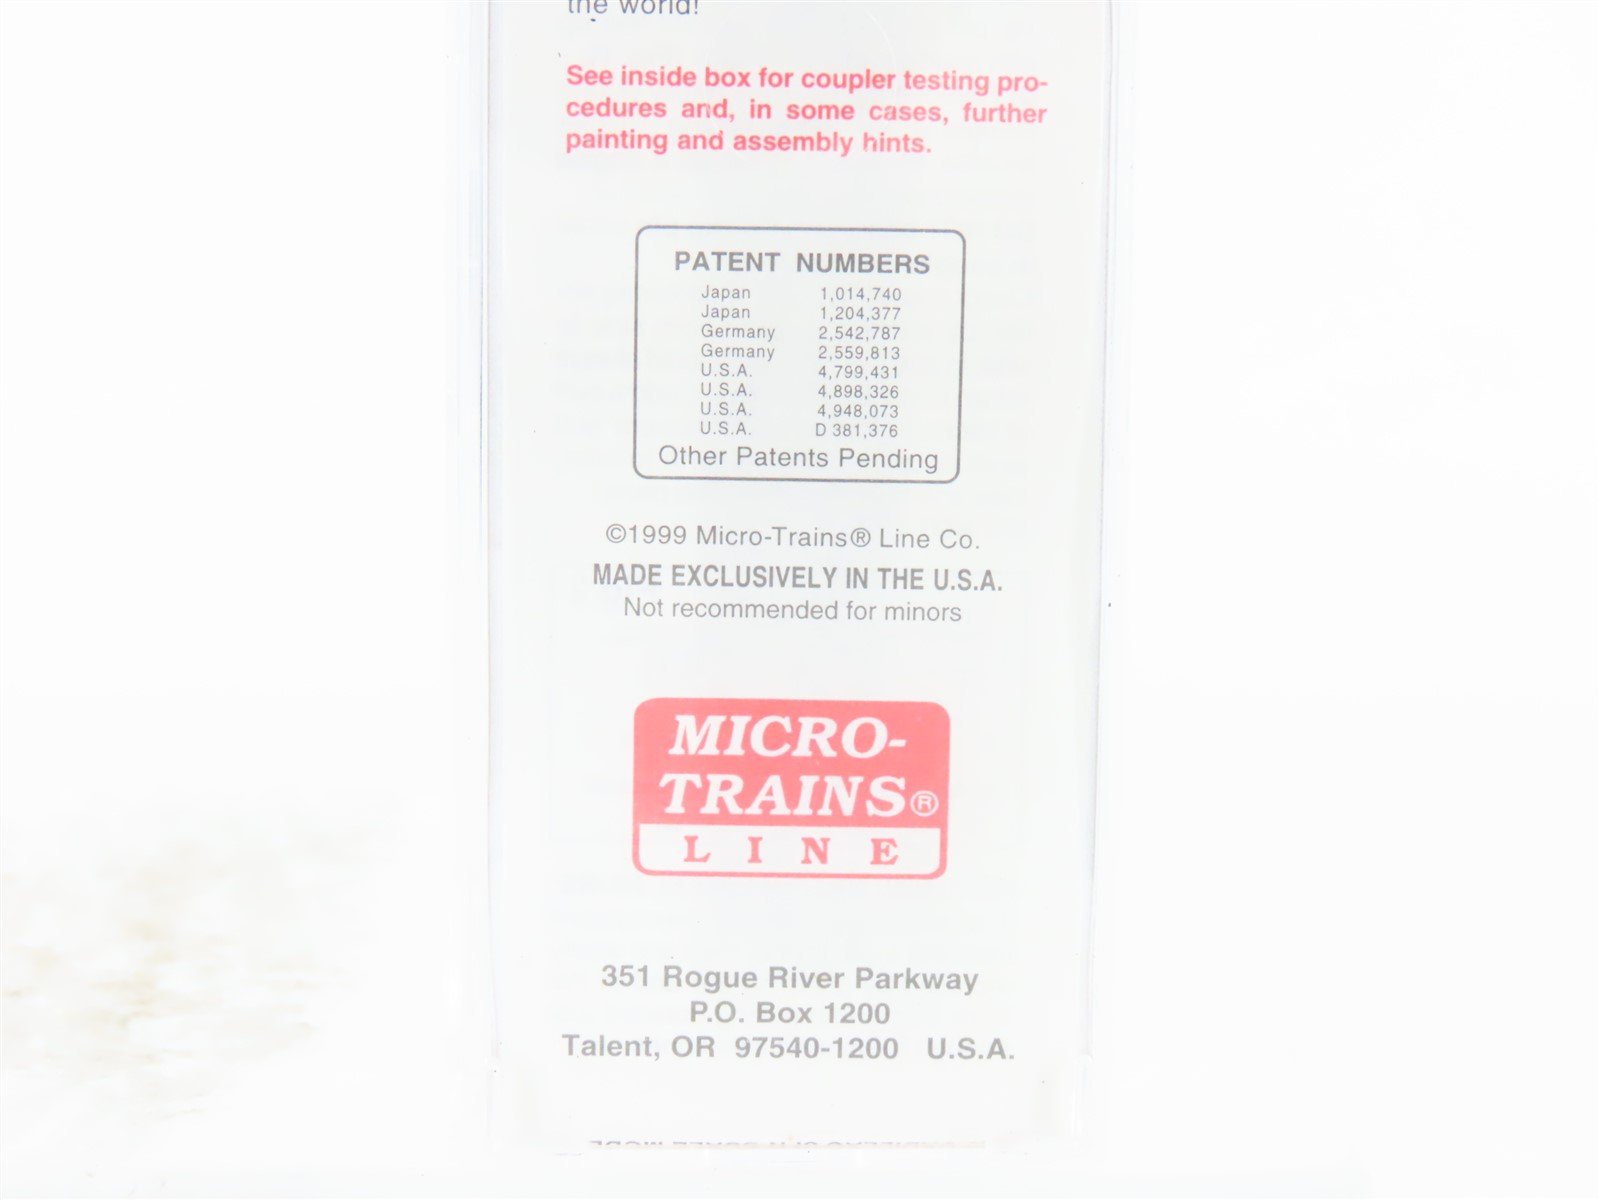 the world!
See inside box for coupler testing pro-
cedures and, in some cases, further
painting and assembly hints.
PATENT NUMBERS
Japan 1,014,740
Japan 1,204,377
Germany 2,542,787
Germany 2,559,813
U.S.A. 4,799,431
U.S.A. 4,898,326
U.S.A. 4,948,073
U.S.A. D 381,376
Other Patents Pending
©1999 Micro-Trains® Line Co.
MADE EXCLUSIVELY IN THE U.S.A.
Not recommended for minors
MICRO-
TRAINS®
LINE
351 Rogue River Parkway
P.O. Box 1200
Talent, OR 97540-1200 U.S.A.